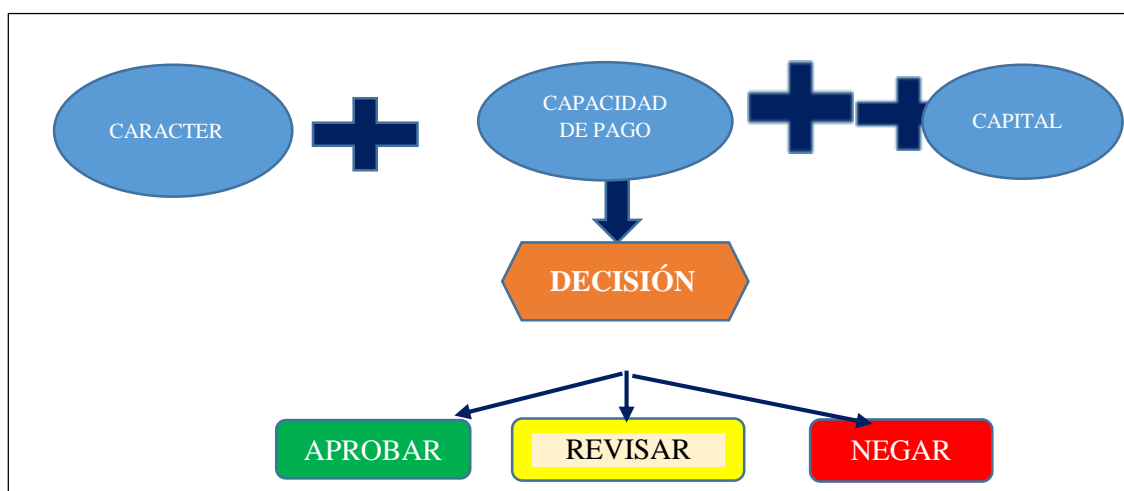 CARACTER
CAPACIDAD
DE PAGO
CAPITAL
DECISIÓN
APROBAR
REVISAR
NEGAR